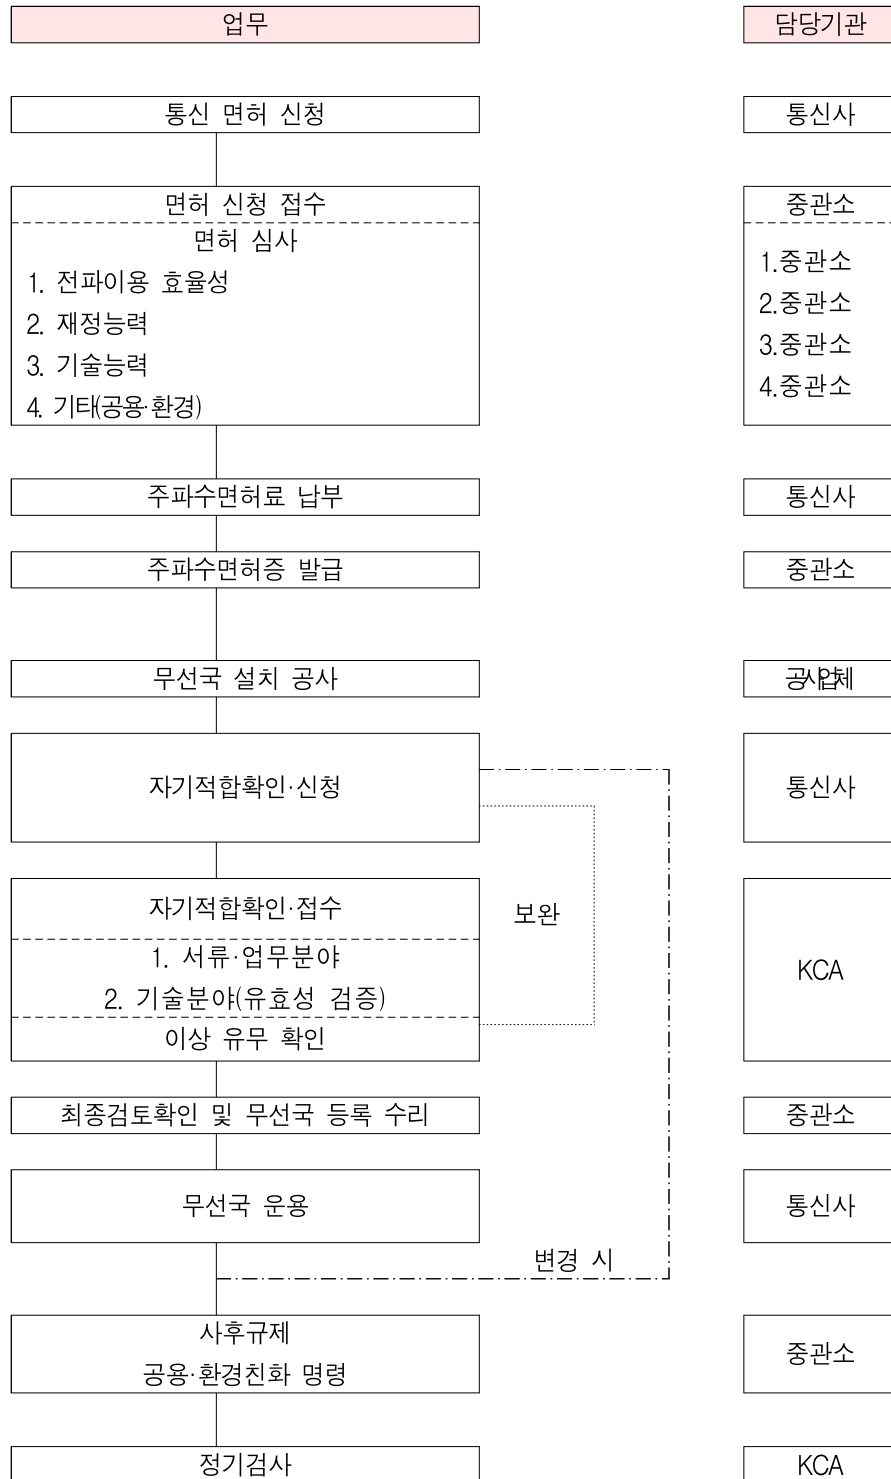 업무 담당기관
통신 면허 신청 통신사
면허 신청 접수 중관소
면허 심사
1. 전파이용 효율성 1.중관소
2. 재정능력 2.중관소
3. 기술능력 3.중관소
4. 기타(공용·환경) 4.중관소
주파수면허료 납부 통신사
주파수면허증 발급 중관소
무선국 설치 공사 공사업체
자기적합확인·신청 통신사
자기적합확인·접수 보완
1. 서류·업무분야 KCA
2. 기술분야(유효성 검증)
이상 유무 확인
최종검토확인 및 무선국 등록 수리 중관소
무선국 운용 통신사
변경 시
사후규제 중관소
공용·환경친화 명령
정기검사 KCA